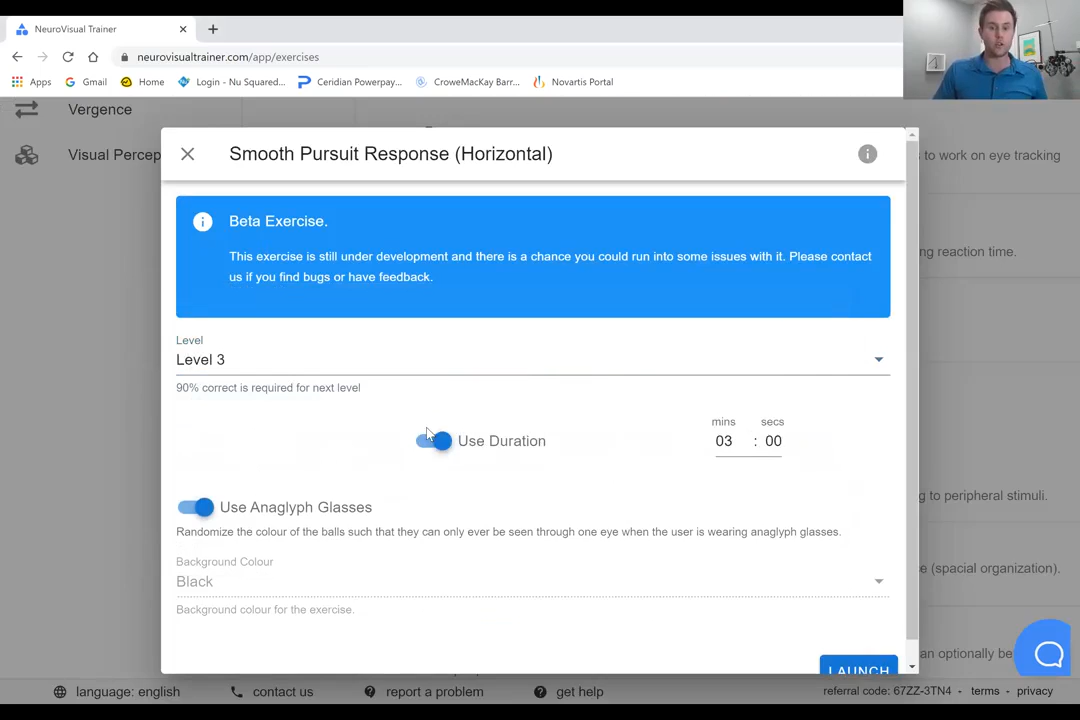 NeuroVisual Trainer
neurovisualtrainer.com/app/exercises
Apps Gmail Home Login - Nu Squared... Ceridian Powerpay... CroweMacKay Barr... Novartis Portal
Vergence
Visual Percep
Smooth Pursuit Response (Horizontal)
s to work on eye tracking
Beta Exercise.
This exercise is still under development and there is a chance you could run into some issues with it. Please contact
us if you find bugs or have feedback.
ng reaction time.
Level
Level 3
90% correct is required for next level
mins secs
Use Duration 03 : 00
g to peripheral stimuli.
Use Anaglyph Glasses
Randomize the colour of the balls such that they can only ever be seen through one eye when the user is wearing anaglyph glasses.
Background Colour
Black
e (spacial organization).
Background colour for the exercise.
an optionally be
LAUNCH
language: english contact us report a problem get help referral code: 67ZZ-3TN4 - terms - privacy